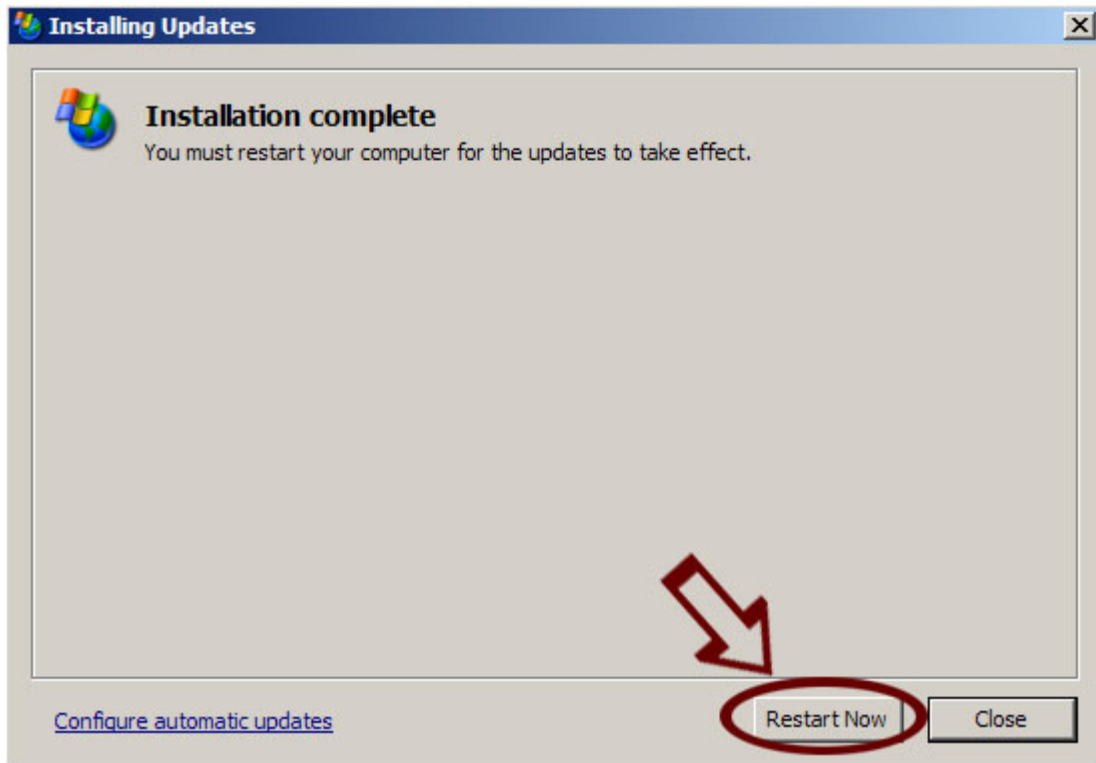 Installing Updates
Installation complete
You must restart your computer for the updates to take effect.
Configure automatic updates
Restart Now
Close